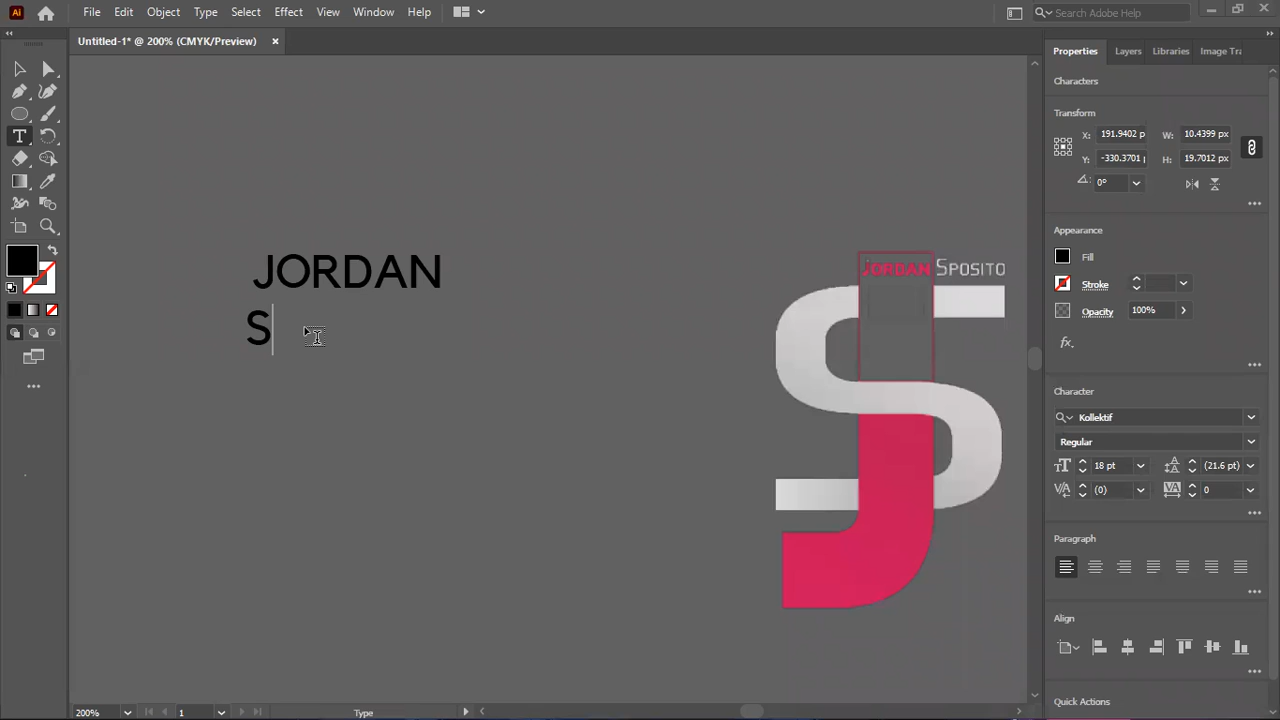 File Edit Object Type Select Effect View Window Help
Search Adobe Help
Untitled-1* @ 200% (CMYK/Preview)
Properties Layers Libraries Image Tra
Characters
Transform
X: 191.9402 p W: 10.4399 px
Y: -330.3701 H: 19.7012 px
0°
Appearance
Fill
Stroke
Opacity 100%
fx.
Character
Kollektif
Regular
18 pt (21.6 pt)
(0) 0
Paragraph
Align
Quick Actions
JORDAN
S
JORDAN SPOSITO
200% 1 Type